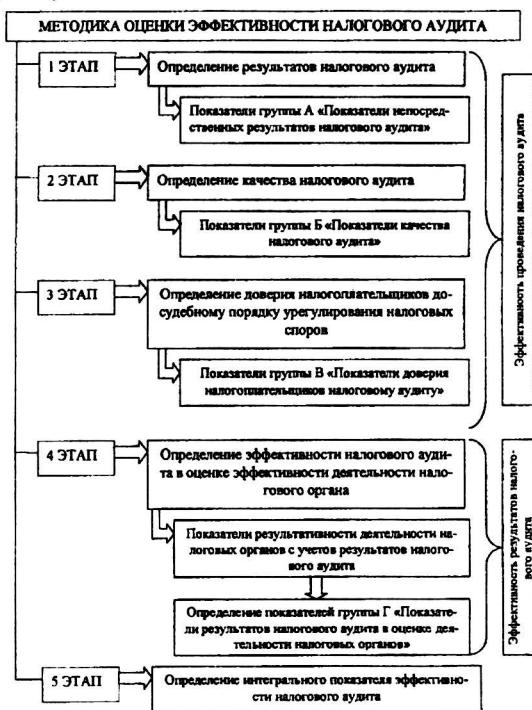 МЕТОДИКА ОЦЕНКИ ЭФФЕКТИВНОСТИ НАЛОГОВОГО АУДИТА
1 ЭТАП
Определение результатов налогового аудита
Показатели группы А «Показатели непосред-
ственных результатов налогового аудита»
2 ЭТАП
Определение качества налогового аудита
Показатели группы Б «Показатели качества
налогового аудита»
3 ЭТАП
Определение доверия налогоплательщиков до-
судебному порядку урегулирования налоговых
споров
Показатели группы В «Показатели доверия
налогоплательщиков налоговому аудиту»
Эффективность проведения налогового аудита
4 ЭТАП
Определение эффективности налогового ауди-
та в оценке эффективности деятельности нало-
гового органа
Показатели результативности деятельности на-
логовых органов с учетов результатов налого-
вого аудита
Определение показателей группы Г «Показате-
ли результатов налогового аудита в оценке дея-
тельности налоговых органов»
Эффективность результатов налого-
вого аудита
5 ЭТАП
Определение интегрального показателя эффективно-
сти налогового аудита